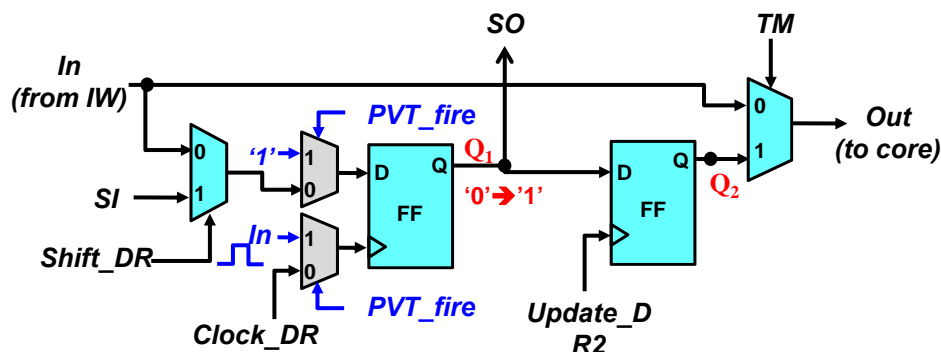 SO
TM
In
(from IW)
PVT_fire
0
'1'
1
0
Q₁
D
Q
FF
'0'➔'1'
D
Q
FF
Q₂
0
1
Out
(to core)
SI
1
In
1
0
Shift_DR
PVT_fire
Clock_DR
Update_D
R2